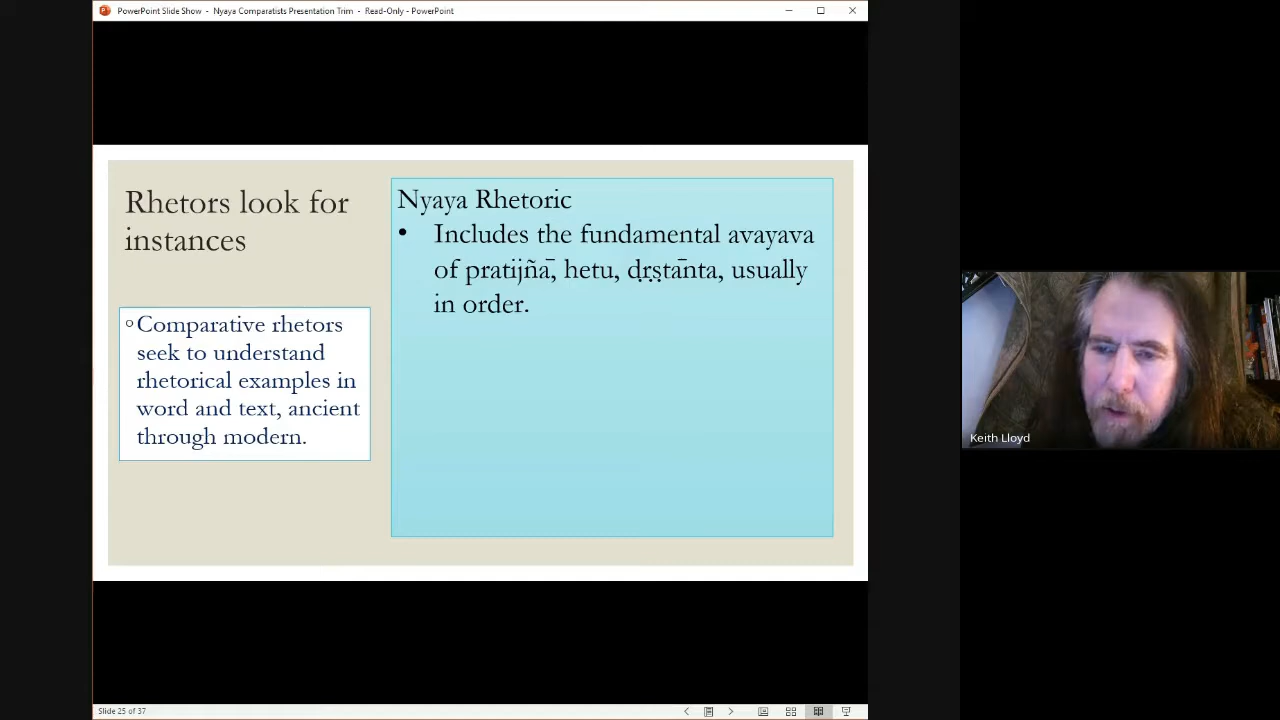 PowerPoint Slide Show - Nyaya Comparatists Presentation Trim - Read-Only - PowerPoint
Rhetors look for
instances
○Comparative rhetors
seek to understand
rhetorical examples in
word and text, ancient
through modern.
Nyaya Rhetoric
• Includes the fundamental avayava
of pratijñā, hetu, dṛṣṭānta, usually
in order.
Keith Lloyd
Slide 25 of 37